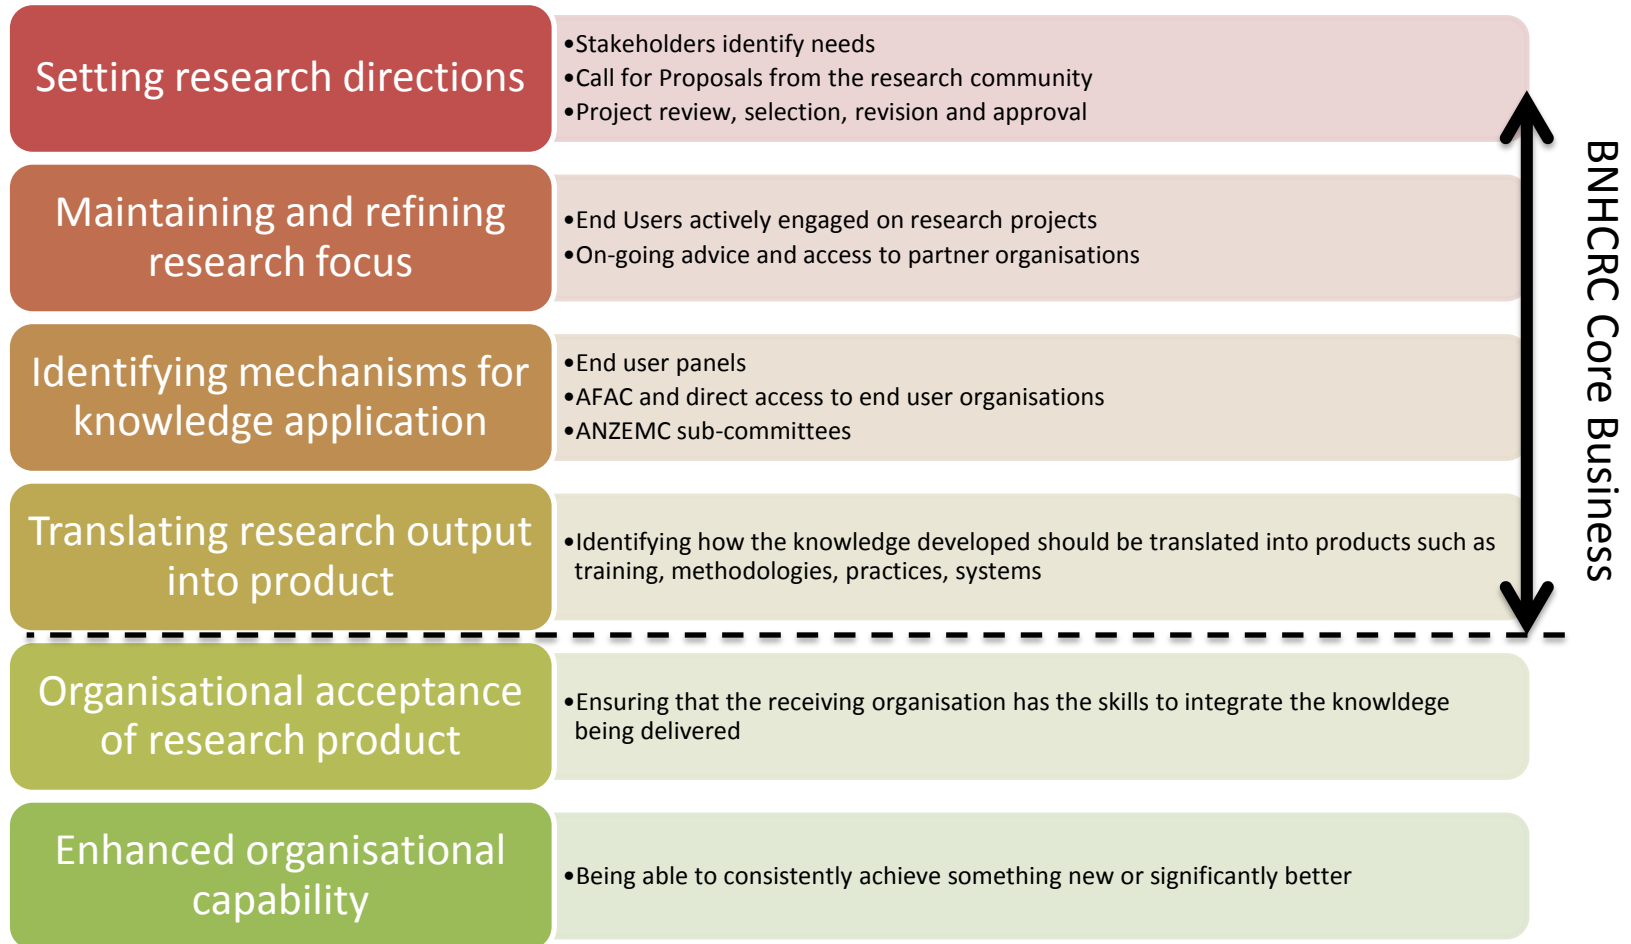 Setting research directions
•Stakeholders identify needs
•Call for Proposals from the research community
•Project review, selection, revision and approval
Maintaining and refining
research focus
•End Users actively engaged on research projects
•On-going advice and access to partner organisations
Identifying mechanisms for
knowledge application
•End user panels
•AFAC and direct access to end user organisations
•ANZEMC sub-committees
Translating research output
into product
•Identifying how the knowledge developed should be translated into products such as
training, methodologies, practices, systems
Organisational acceptance
of research product
•Ensuring that the receiving organisation has the skills to integrate the knowldege
being delivered
Enhanced organisational
capability
•Being able to consistently achieve something new or significantly better
BNHCRC Core Business